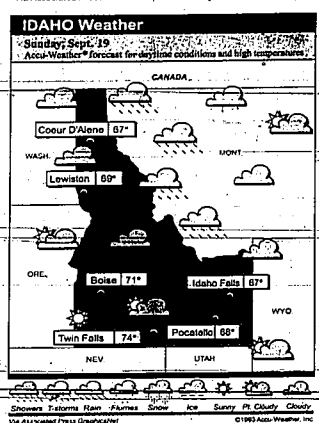 IDAHO Weather
Sunday, Sept. 19
Accu-Weather® forecast for daytime conditions and high temperatures
CANADA
Coeur D'Alene 67°
WASH.
MONT.
Lewiston 69°
ORE.
Boise 71°
Idaho Falls 67°
WYO.
Twin Falls 74°
Pocatello 68°
NEV.
UTAH
Showers T-storms Rain Flurries Snow Ice Sunny Pt. Cloudy Cloudy
Via Associated Press GraphicsNet
©1993 Accu-Weather, Inc.